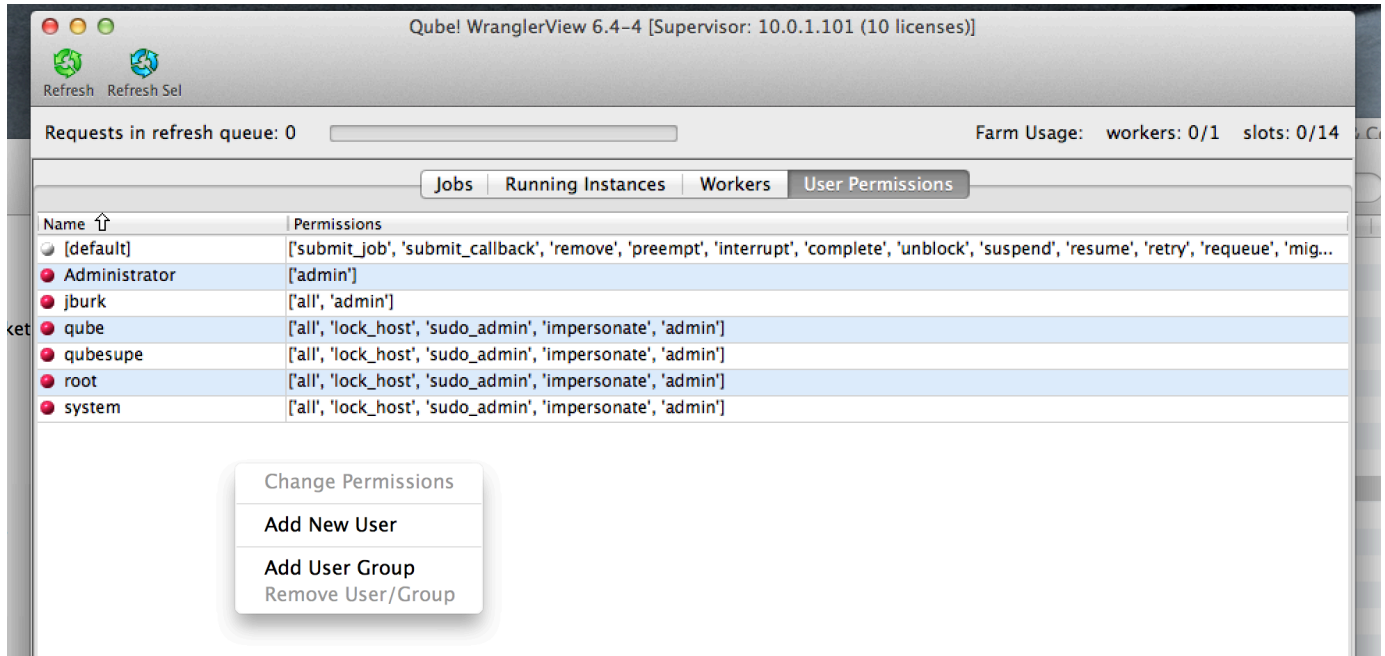 Qube! WranglerView 6.4-4 [Supervisor: 10.0.1.101 (10 licenses)]
Refresh Refresh Sel
Requests in refresh queue: 0 Farm Usage: workers: 0/1 slots: 0/14
Jobs Running Instances Workers User Permissions
Name Permissions
[default] ['submit_job', 'submit_callback', 'remove', 'preempt', 'interrupt', 'complete', 'unblock', 'suspend', 'resume', 'retry', 'requeue', 'mig...
Administrator ['admin']
jburk ['all', 'admin']
qube ['all', 'lock_host', 'sudo_admin', 'impersonate', 'admin']
qubesupe ['all', 'lock_host', 'sudo_admin', 'impersonate', 'admin']
root ['all', 'lock_host', 'sudo_admin', 'impersonate', 'admin']
system ['all', 'lock_host', 'sudo_admin', 'impersonate', 'admin']
Change Permissions
Add New User
Add User Group
Remove User/Group